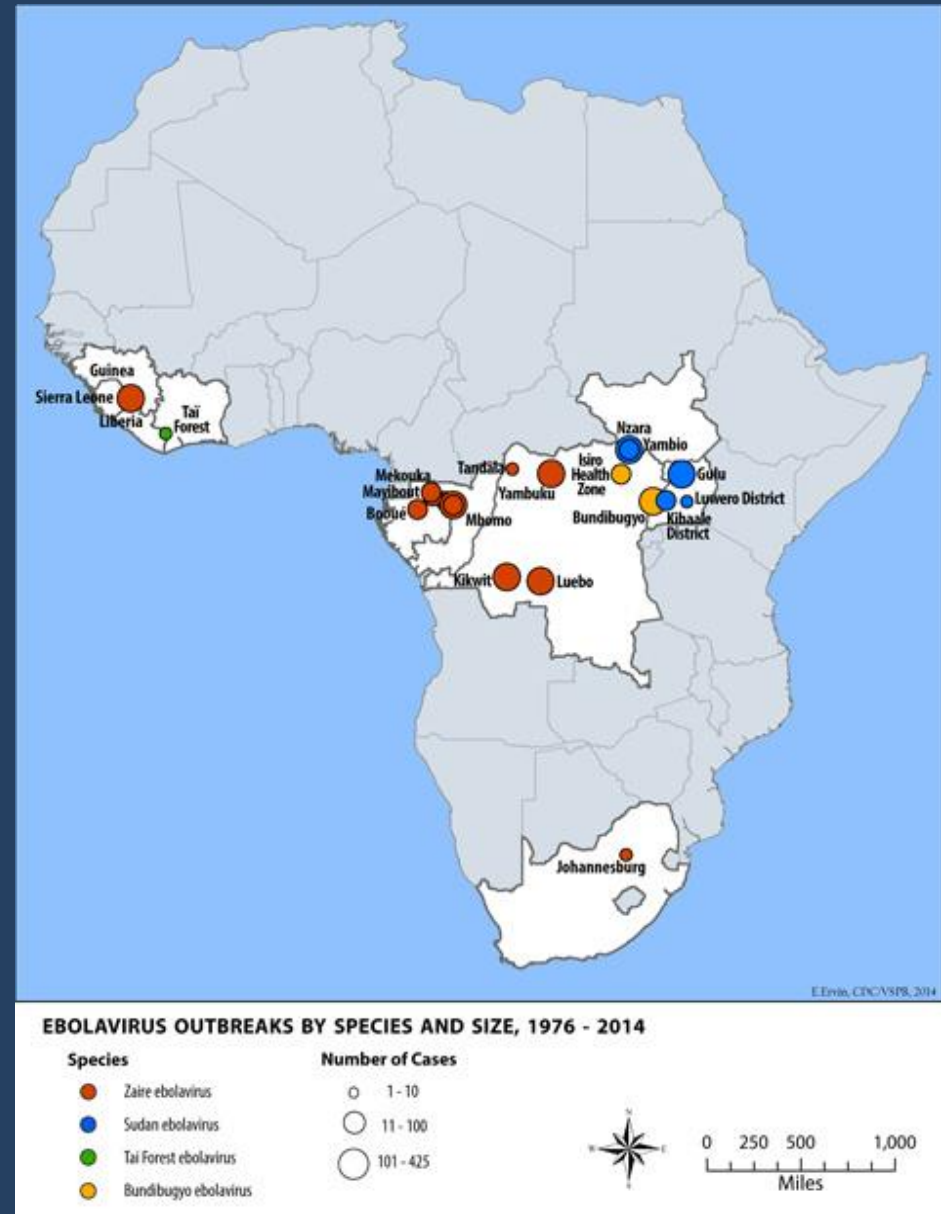 Guinea
Sierra Leone
Liberia
Taï
Forest
Nzara
Yambio
Tandala
Isiro
Health
Zone
Gulu
Mekouka
Mayibout
Yambuku
Luwero District
Booué
Mbomo
Bundibugyo
Kibaale
District
Kikwit
Luebo
Johannesburg
E.Ervin, CDC/VSPB, 2014
EBOLAVIRUS OUTBREAKS BY SPECIES AND SIZE, 1976 - 2014
Species
Zaire ebolavirus
Sudan ebolavirus
Tai Forest ebolavirus
Bundibugyo ebolavirus
Number of Cases
1 - 10
11 - 100
101 - 425
N
W
E
S
0 250 500 1,000
Miles